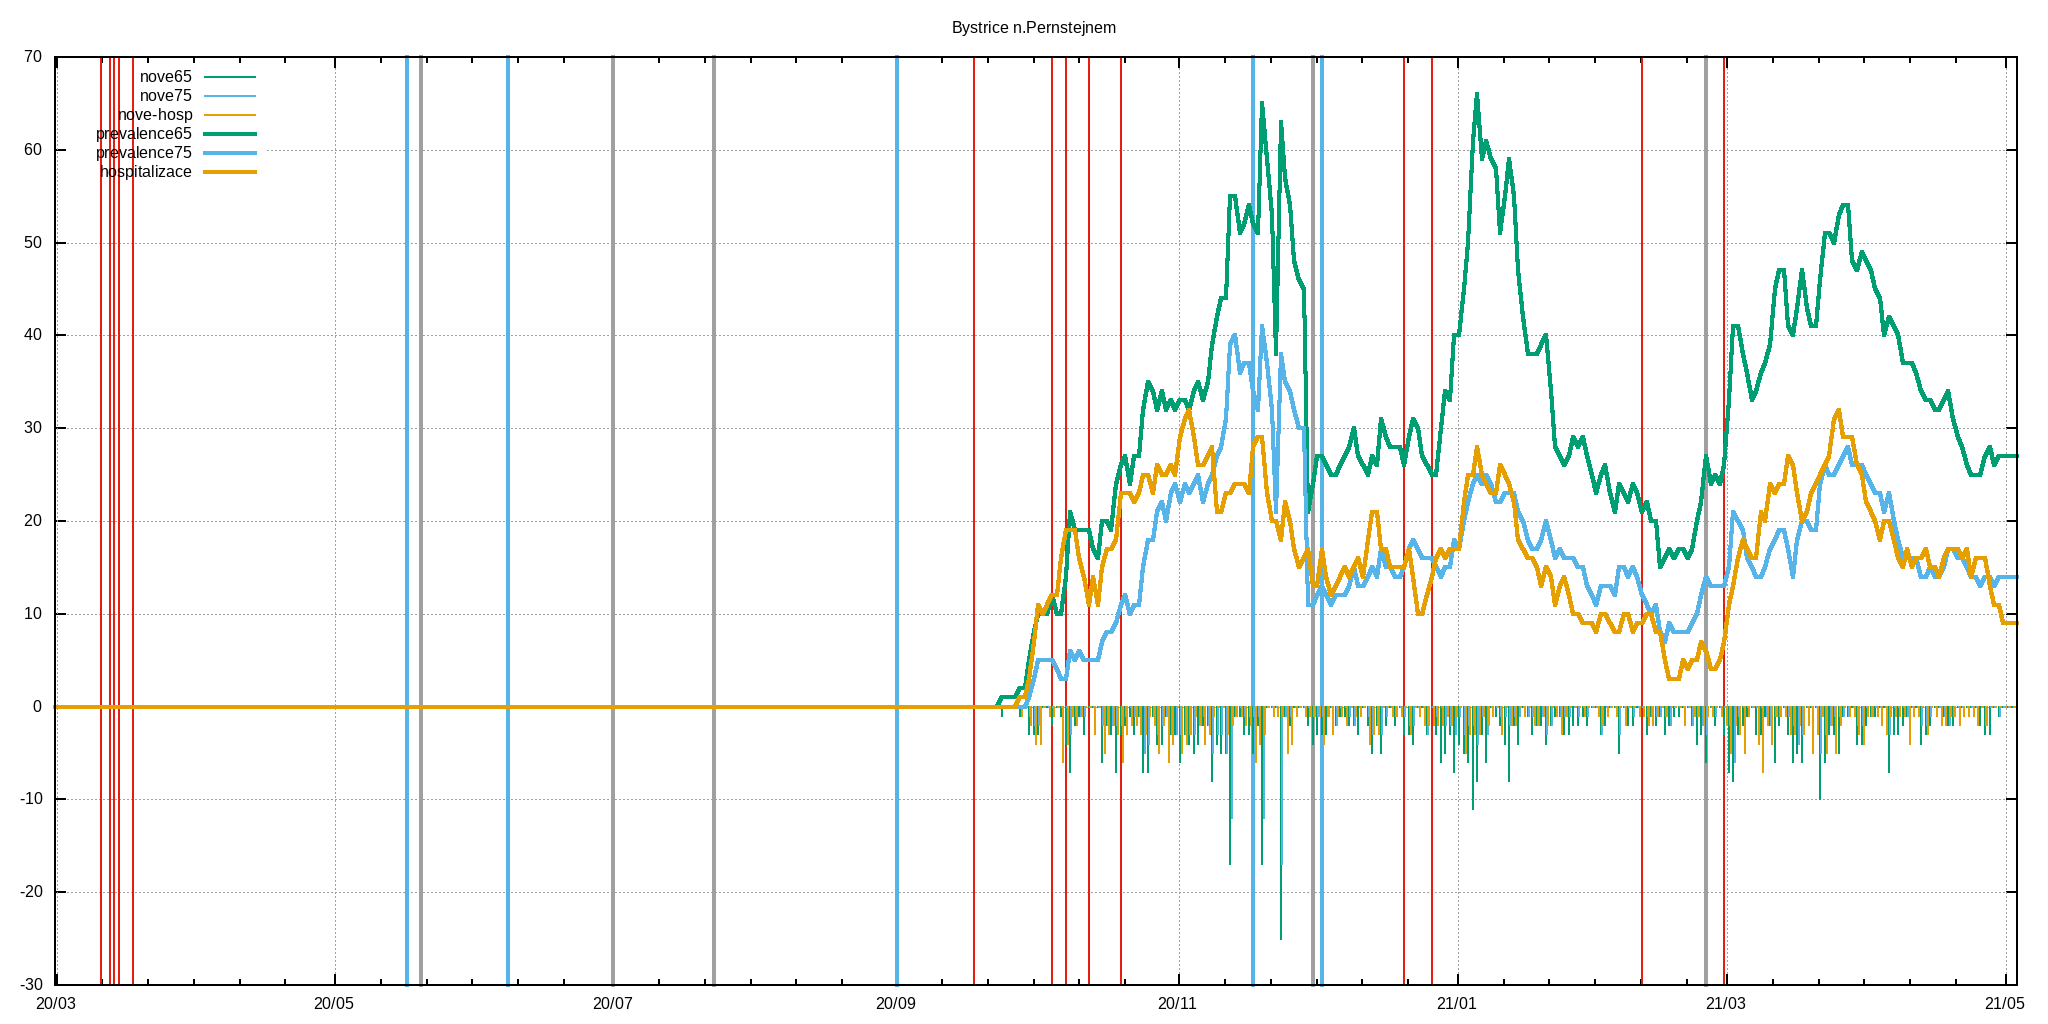 Bystrice n.Pernstejnem
70
60
50
40
30
20
10
0
-10
-20
-30
nove65
nove75
nove-hosp
prevalence65
prevalence75
hospitalizace
20/03 20/05 20/07 20/09 20/11 21/01 21/03 21/05